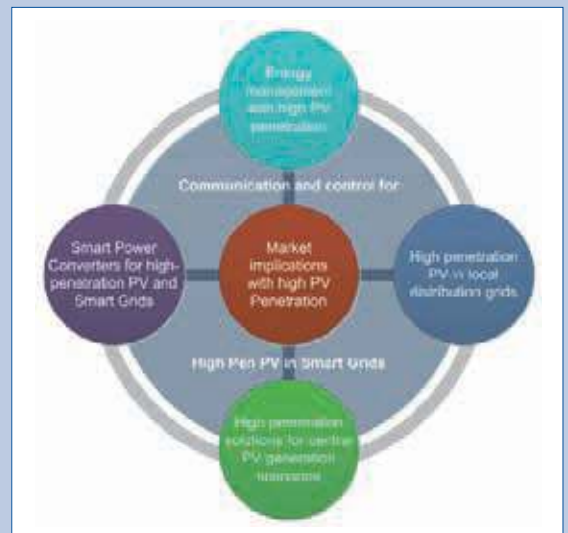 Energy
management
with high PV
penetration
Communication and control for
Smart Power
Converters for high-
penetration PV and
Smart Grids
Market
implications
with high PV
Penetration
High penetration
PV in local
distribution grids
High Pen PV in Smart Grids
High penetration
solutions for central
PV generation
scenarios